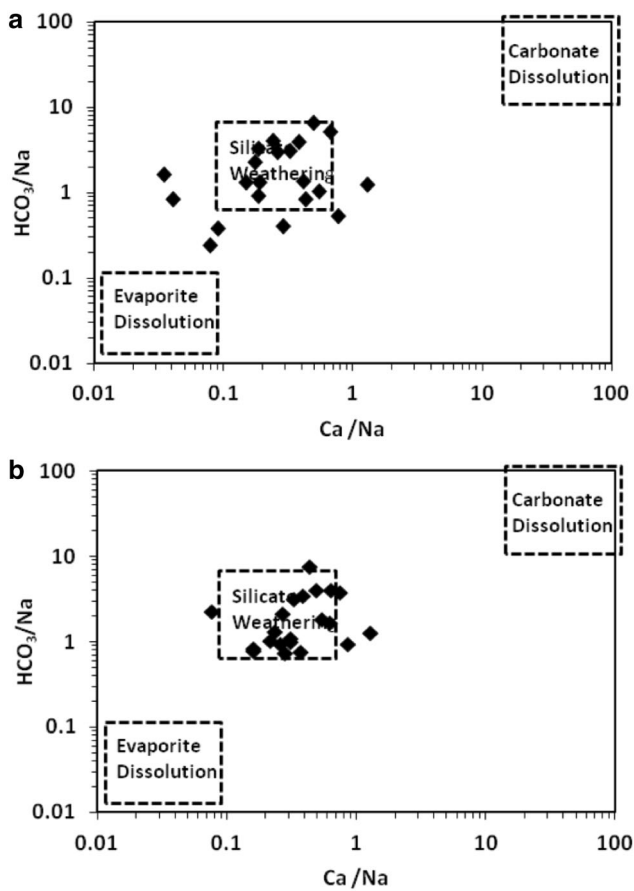 a
100
Carbonate
Dissolution
10
Silicate
Weathering
HCO₃/Na
1
0.1
Evaporite
Dissolution
0.01
0.01 0.1 1 10 100
Ca /Na
b
100
Carbonate
Dissolution
10
Silicate
Weathering
HCO₃/Na
1
0.1
Evaporite
Dissolution
0.01
0.01 0.1 1 10 100
Ca/Na